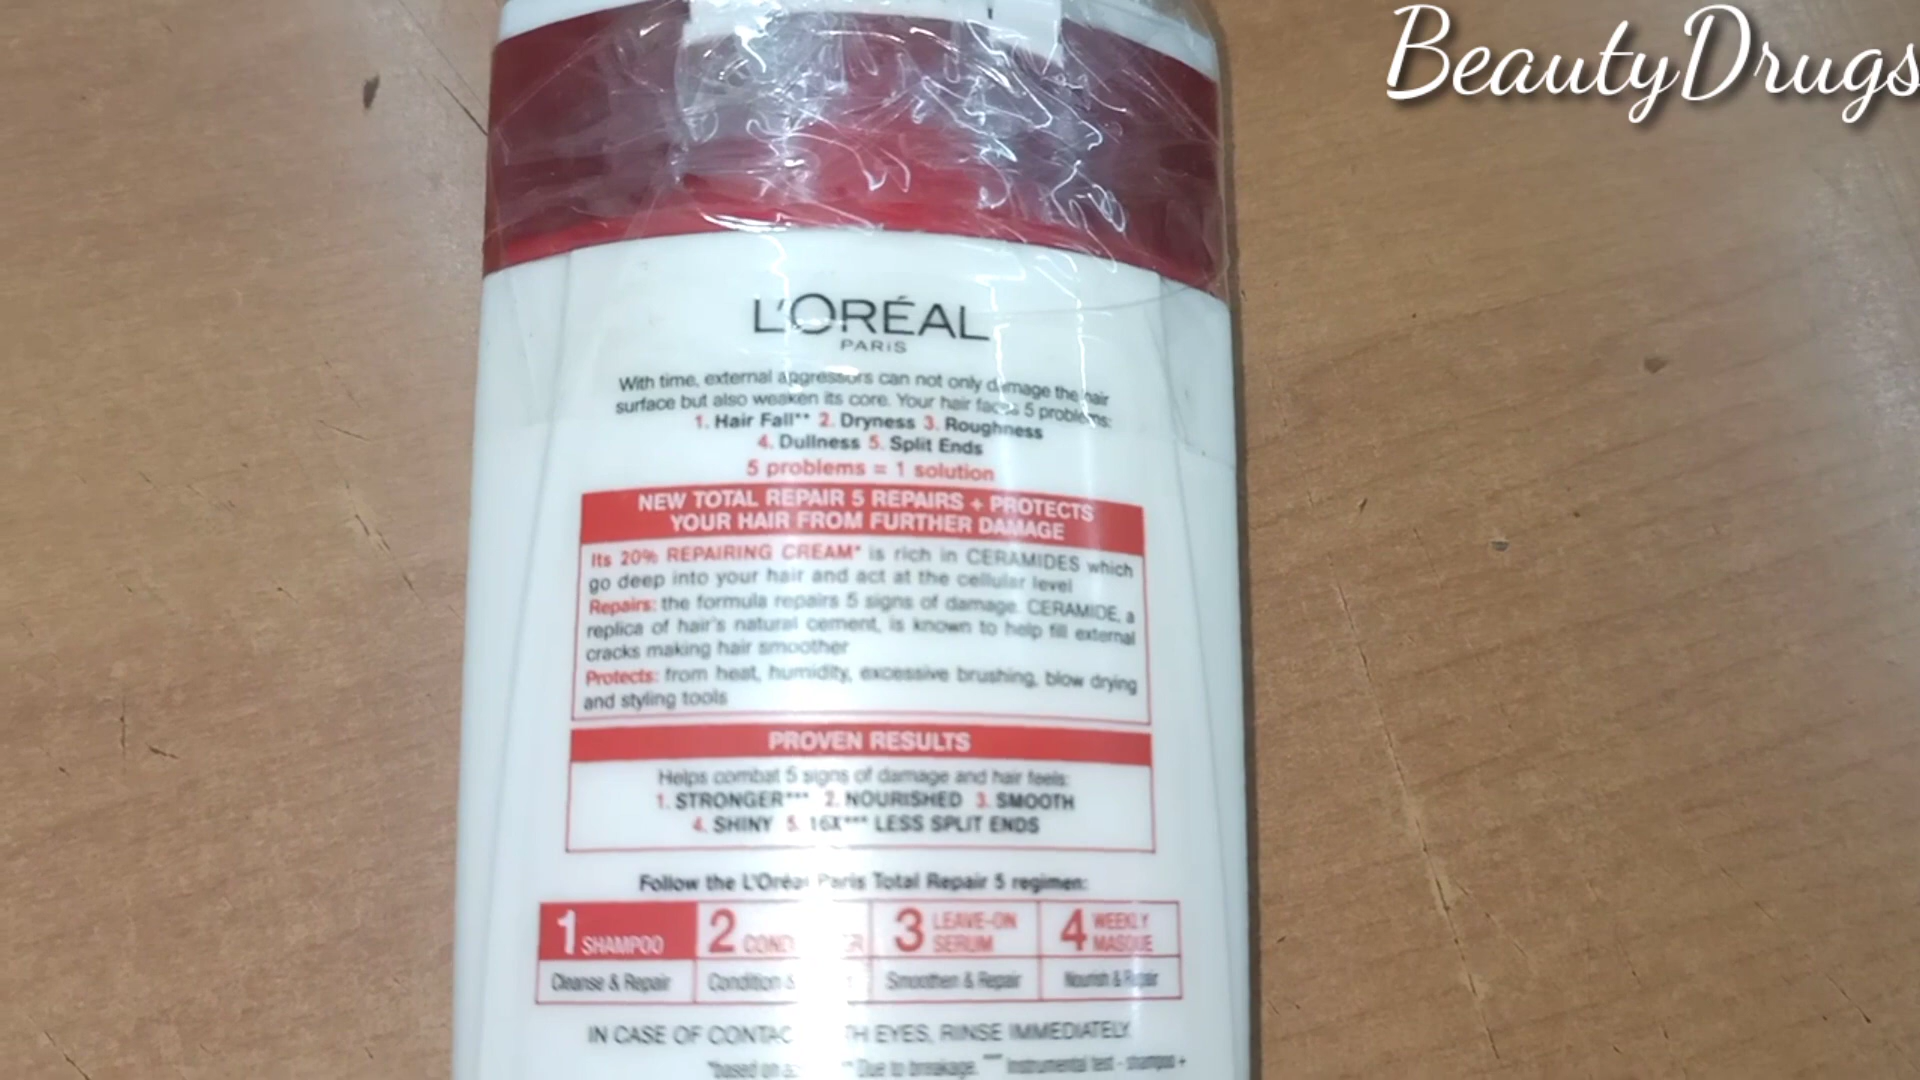 BeautyDrugs
L'ORÉAL
PARIS
With time, external aggressors can not only damage the hair
surface but also weaken its core. Your hair faces 5 problems:
1. Hair Fall** 2. Dryness 3. Roughness
4. Dullness 5. Split Ends
5 problems = 1 solution
NEW TOTAL REPAIR 5 REPAIRS + PROTECTS
YOUR HAIR FROM FURTHER DAMAGE
Its 20% REPAIRING CREAM* is rich in CERAMIDES which
go deep into your hair and act at the cellular level
Repairs: the formula repairs 5 signs of damage. CERAMIDE, a
replica of hair's natural cement, is known to help fill external
cracks making hair smoother
Protects: from heat, humidity, excessive brushing, blow drying
and styling tools
PROVEN RESULTS
Helps combat 5 signs of damage and hair feels:
1. STRONGER*** 2. NOURISHED 3. SMOOTH
4. SHINY 5. 16X*** LESS SPLIT ENDS
Follow the L'Oréal Paris Total Repair 5 regimen:
1 SHAMPOO
Cleanse & Repair
2
Condition &
3 LEAVE-ON
SERUM
Smoothen & Repair
4 WEEKLY
MASQUE
Nourish & Repair
IN CASE OF EYES, RINSE IMMEDIATELY.
*based on ** Due to breakage. *** Instrumental test - shampoo +